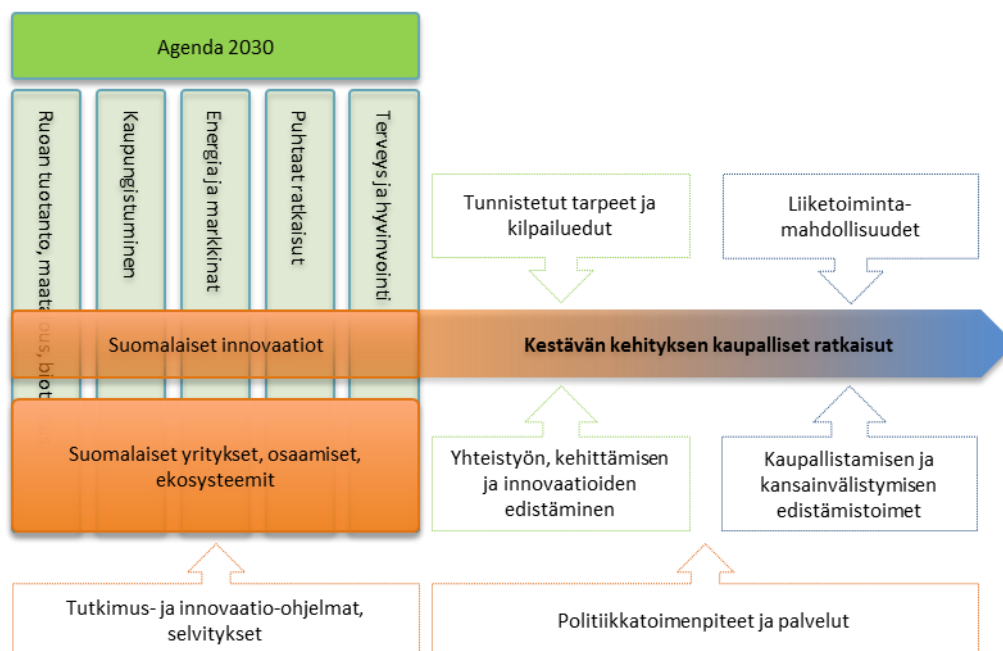 Agenda 2030
Ruoan tuotanto, maatalous,
Kaupungistuminen
Energia ja markkinat
Puhtaat ratkaisut
Terveys ja hyvinvointi
Tunnistetut tarpeet ja
kilpailuedut
Liiketoiminta-
mahdollisuudet
Suomalaiset innovaatiot
Kestävän kehityksen kaupalliset ratkaisut
Suomalaiset yritykset, osaamiset,
ekosysteemit
Yhteistyön, kehittämisen
ja innovaatioiden
edistäminen
Kaupallistamisen ja
kansainvälistymisen
edistämistoimet
Tutkimus- ja innovaatio-ohjelmat,
selvitykset
Politiikkatoimenpiteet ja palvelut